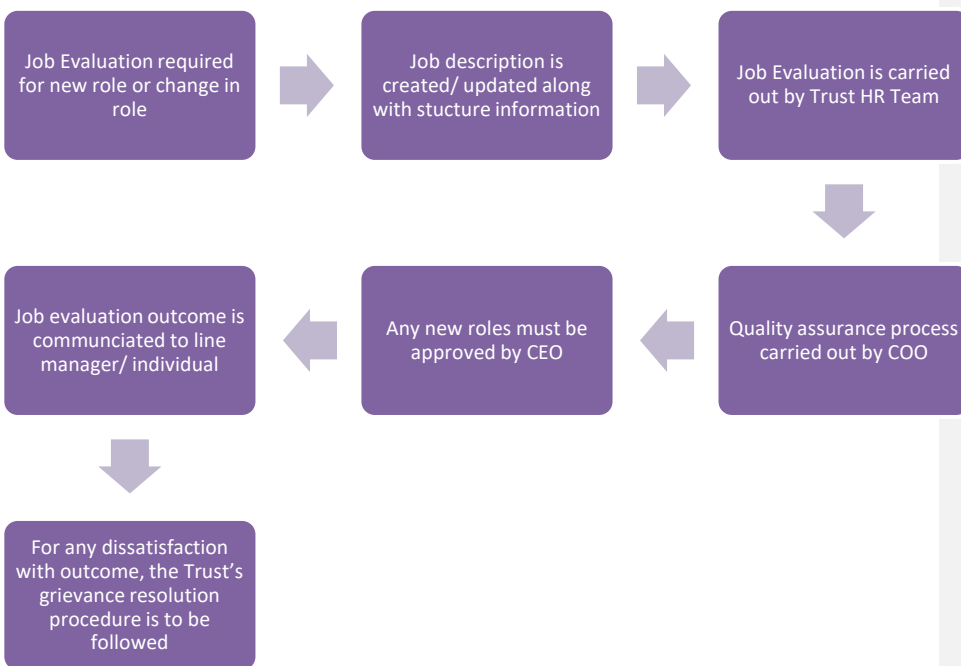 Job Evaluation required
for new role or change in
role
Job description is
created/ updated along
with stucture information
Job Evaluation is carried
out by Trust HR Team
Quality assurance process
carried out by COO
Any new roles must be
approved by CEO
Job evaluation outcome is
communciated to line
manager/ individual
For any dissatisfaction
with outcome, the Trust’s
grievance resolution
procedure is to be
followed